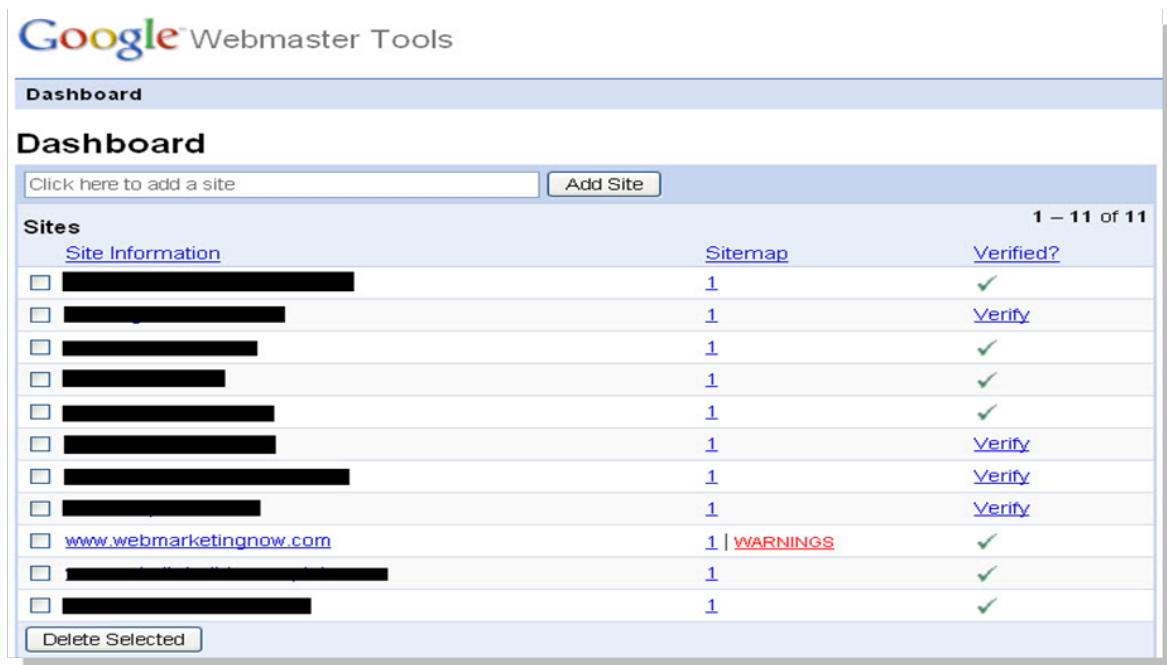 Google™ Webmaster Tools
Dashboard
Dashboard
Click here to add a site Add Site
Sites 1 – 11 of 11
Site Information Sitemap Verified?
1
1 Verify
1
1
1
1 Verify
1 Verify
1 Verify
www.webmarketingnow.com 1 | WARNINGS
1
1
Delete Selected